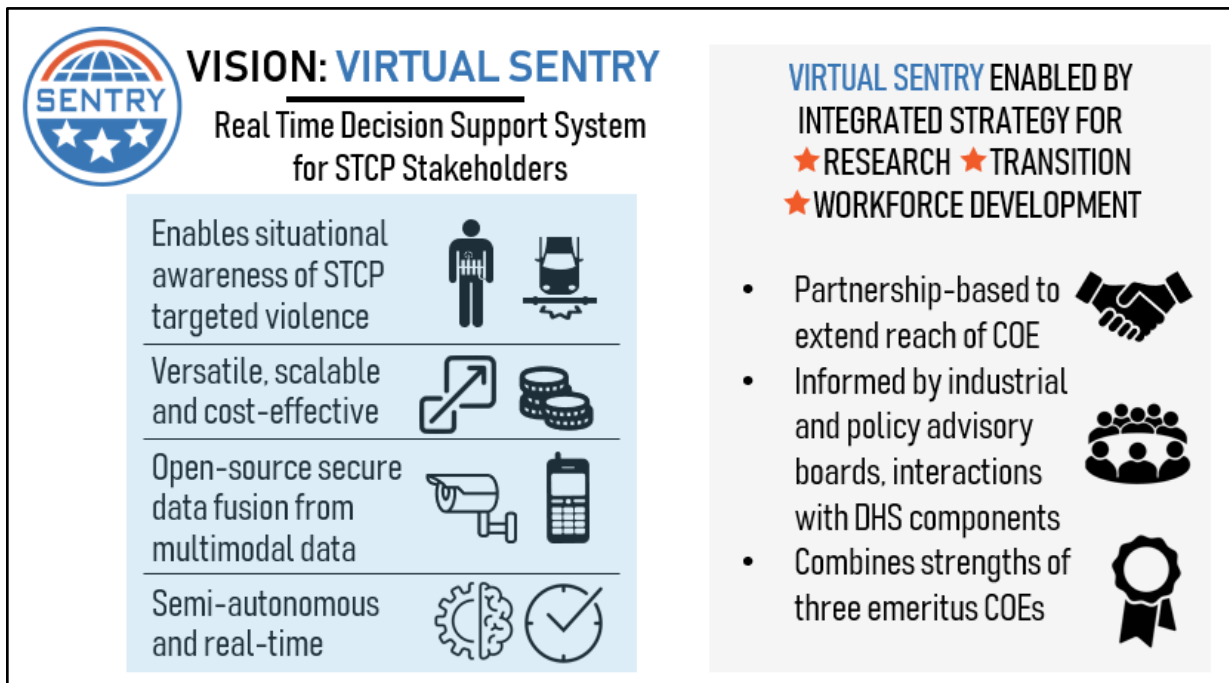 SENTRY
VISION: VIRTUAL SENTRY
Real Time Decision Support System
for STCP Stakeholders
Enables situational
awareness of STCP
targeted violence
Versatile, scalable
and cost-effective
Open-source secure
data fusion from
multimodal data
Semi-autonomous
and real-time
VIRTUAL SENTRY ENABLED BY
INTEGRATED STRATEGY FOR
★RESEARCH ★TRANSITION
★WORKFORCE DEVELOPMENT
• Partnership-based to
extend reach of COE
• Informed by industrial
and policy advisory
boards, interactions
with DHS components
• Combines strengths of
three emeritus COEs